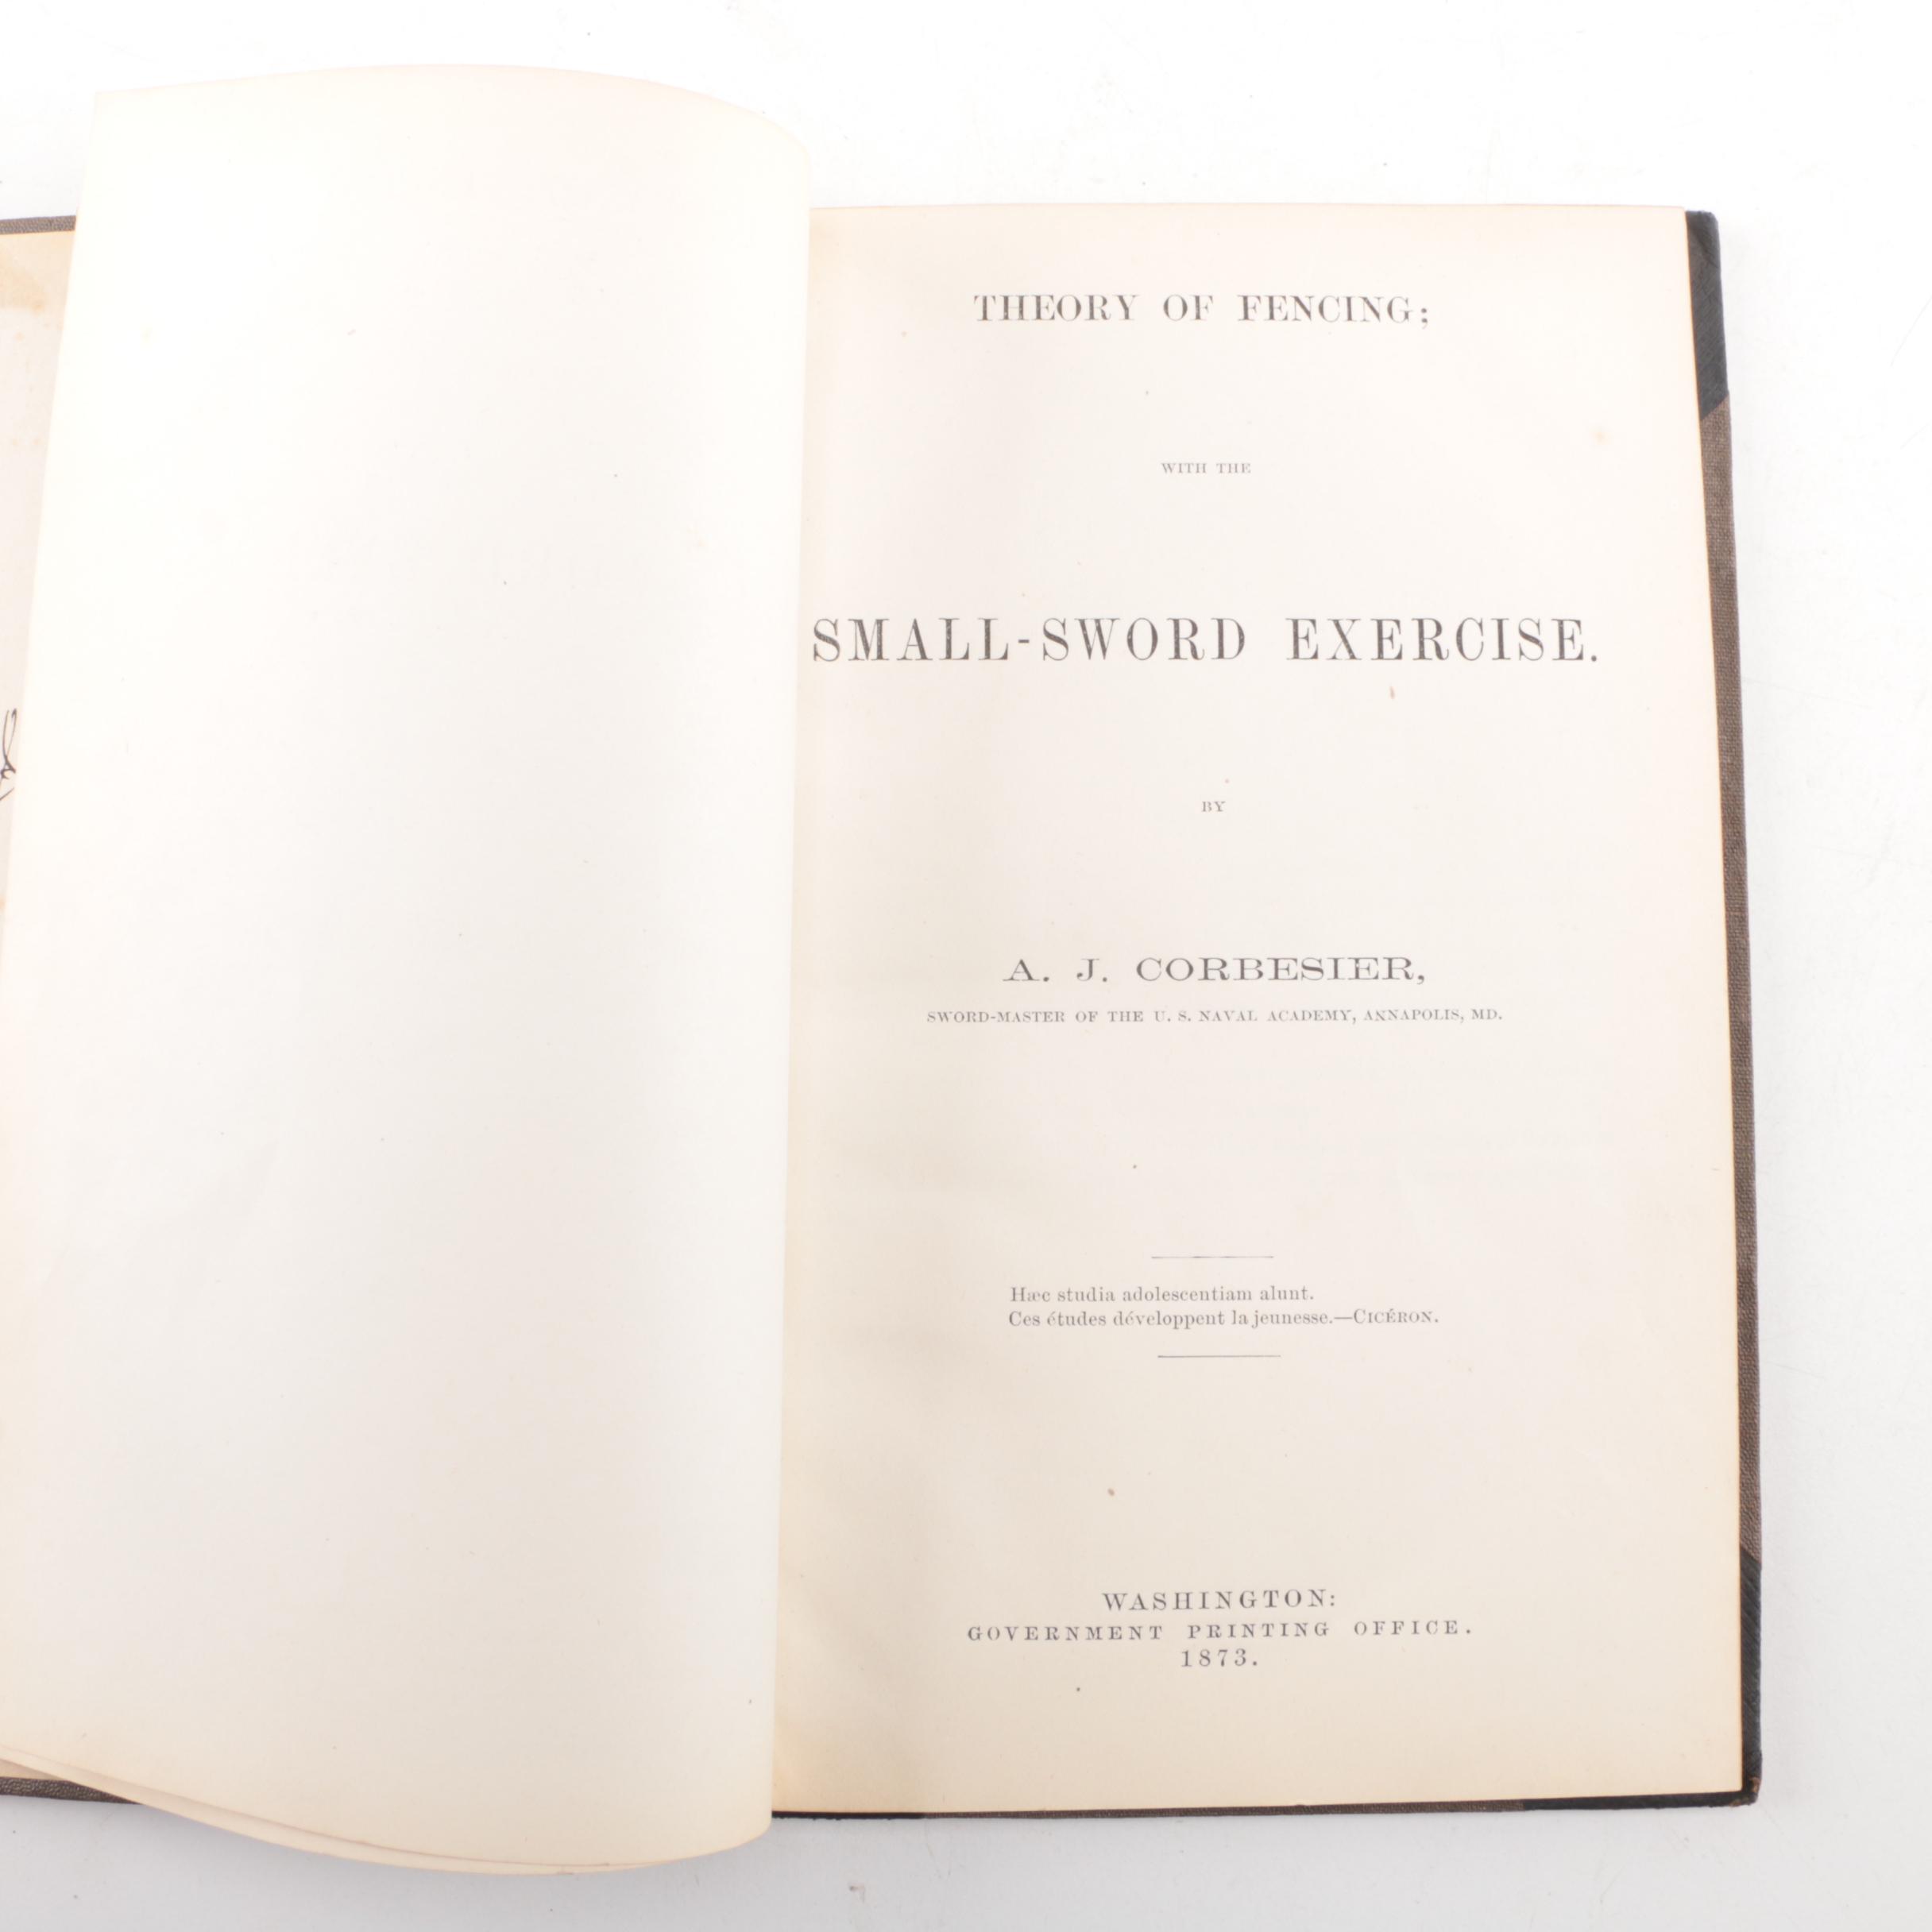 THEORY OF FENCING;
WITH THE
SMALL-SWORD EXERCISE.
BY
A. J. CORBESIER,
SWORD-MASTER OF THE U. S. NAVAL ACADEMY, ANNAPOLIS, MD.
Hæc studia adolescentiam alunt.
Ces études développent la jeunesse.—CICÉRON.
WASHINGTON:
GOVERNMENT PRINTING OFFICE.
1873.